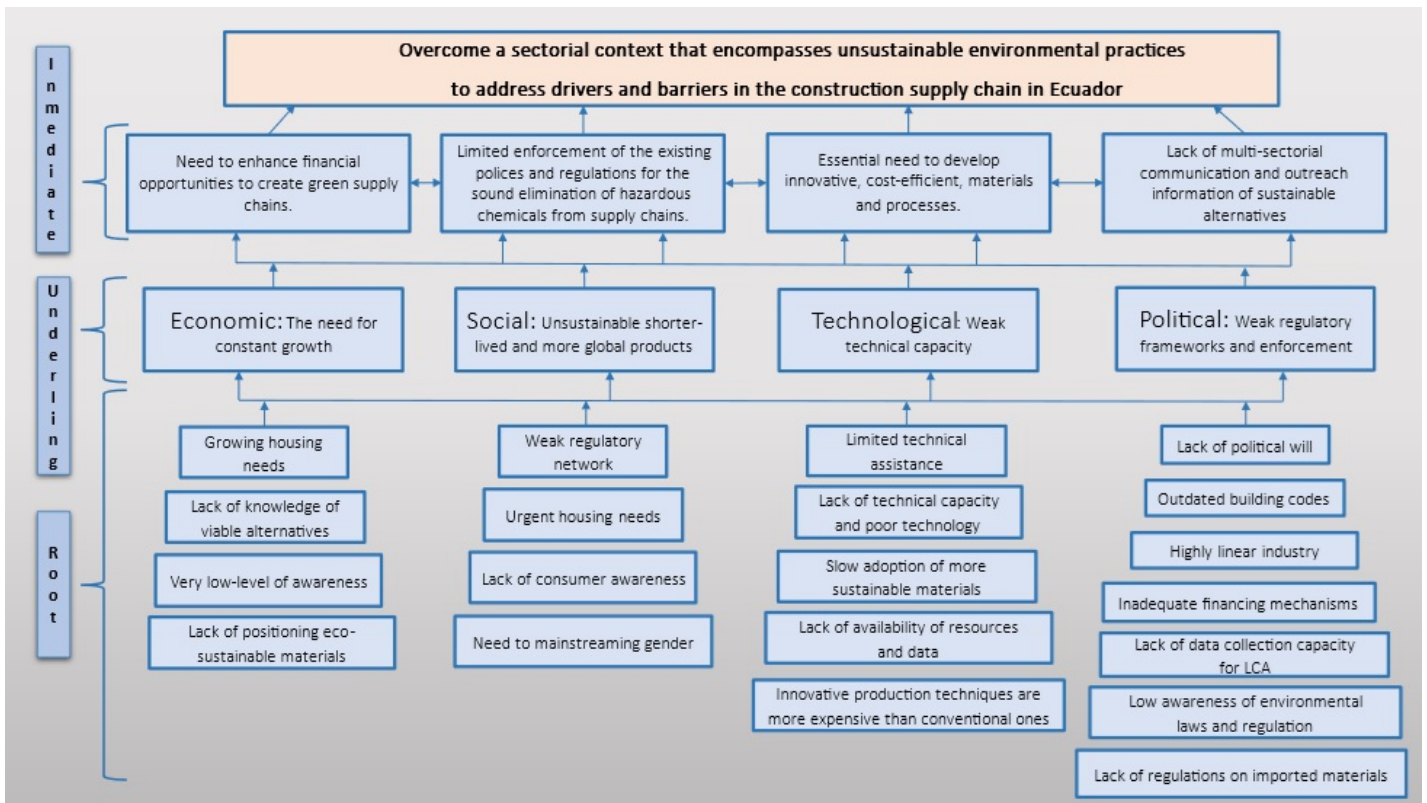 Overcome a sectorial context that encompasses unsustainable environmental practices
to address drivers and barriers in the construction supply chain in Ecuador
Inmediate
Need to enhance financial
opportunities to create green supply
chains.
Limited enforcement of the existing
polices and regulations for the
sound elimination of hazardous
chemicals from supply chains.
Essential need to develop
innovative, cost-efficient, materials
and processes.
Lack of multi-sectorial
communication and outreach
information of sustainable
alternatives
Underling
Economic: The need for
constant growth
Social: Unsustainable shorter-
lived and more global products
Technological: Weak
technical capacity
Political: Weak regulatory
frameworks and enforcement
Root
Growing housing
needs
Lack of knowledge of
viable alternatives
Very low-level of awareness
Lack of positioning eco-
sustainable materials
Weak regulatory
network
Urgent housing needs
Lack of consumer awareness
Need to mainstreaming gender
Limited technical
assistance
Lack of technical capacity
and poor technology
Slow adoption of more
sustainable materials
Lack of availability of resources
and data
Innovative production techniques are
more expensive than conventional ones
Lack of political will
Outdated building codes
Highly linear industry
Inadequate financing mechanisms
Lack of data collection capacity
for LCA
Low awareness of environmental
laws and regulation
Lack of regulations on imported materials